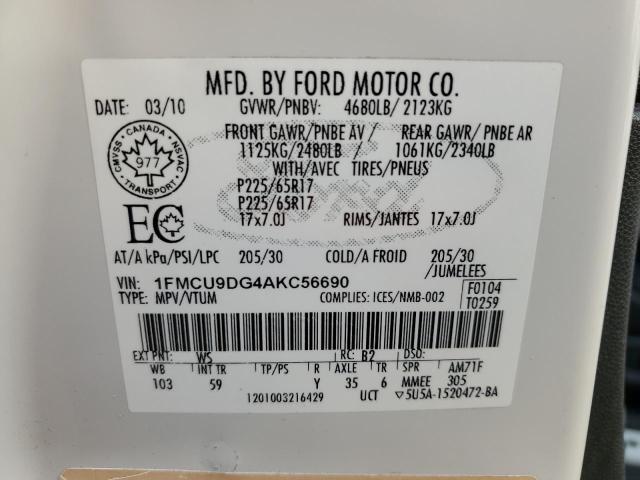 MFD. BY FORD MOTOR CO.
DATE: 03/10 GVWR/PNBV: 4680LB/ 2123KG
FRONT GAWR/PNBE AV / REAR GAWR/ PNBE AR
1125KG/2480LB 1061KG/2340LB
WITH/AVEC TIRES/PNEUS
P225/65R17
P225/65R17
17x7.0J RIMS/JANTES 17x7.0J
CANADA
CMVSS 977 NSVAC
TRANSPORT
EC
AT/A kPa/PSI/LPC 205/30 COLD/A FROID 205/30
/JUMELEES
VIN: 1FMCU9DG4AKC56690
TYPE: MPV/VTUM COMPLIES: ICES/NMB-002
F0104
T0259
EXT PNT: WS RC: B2 DSO:
WB INT TR TP/PS R AXLE TR SPR AM71F
103 59 Y 35 6 MMEE 305
1201003216429 UCT ▽5U5A-1520472-BA